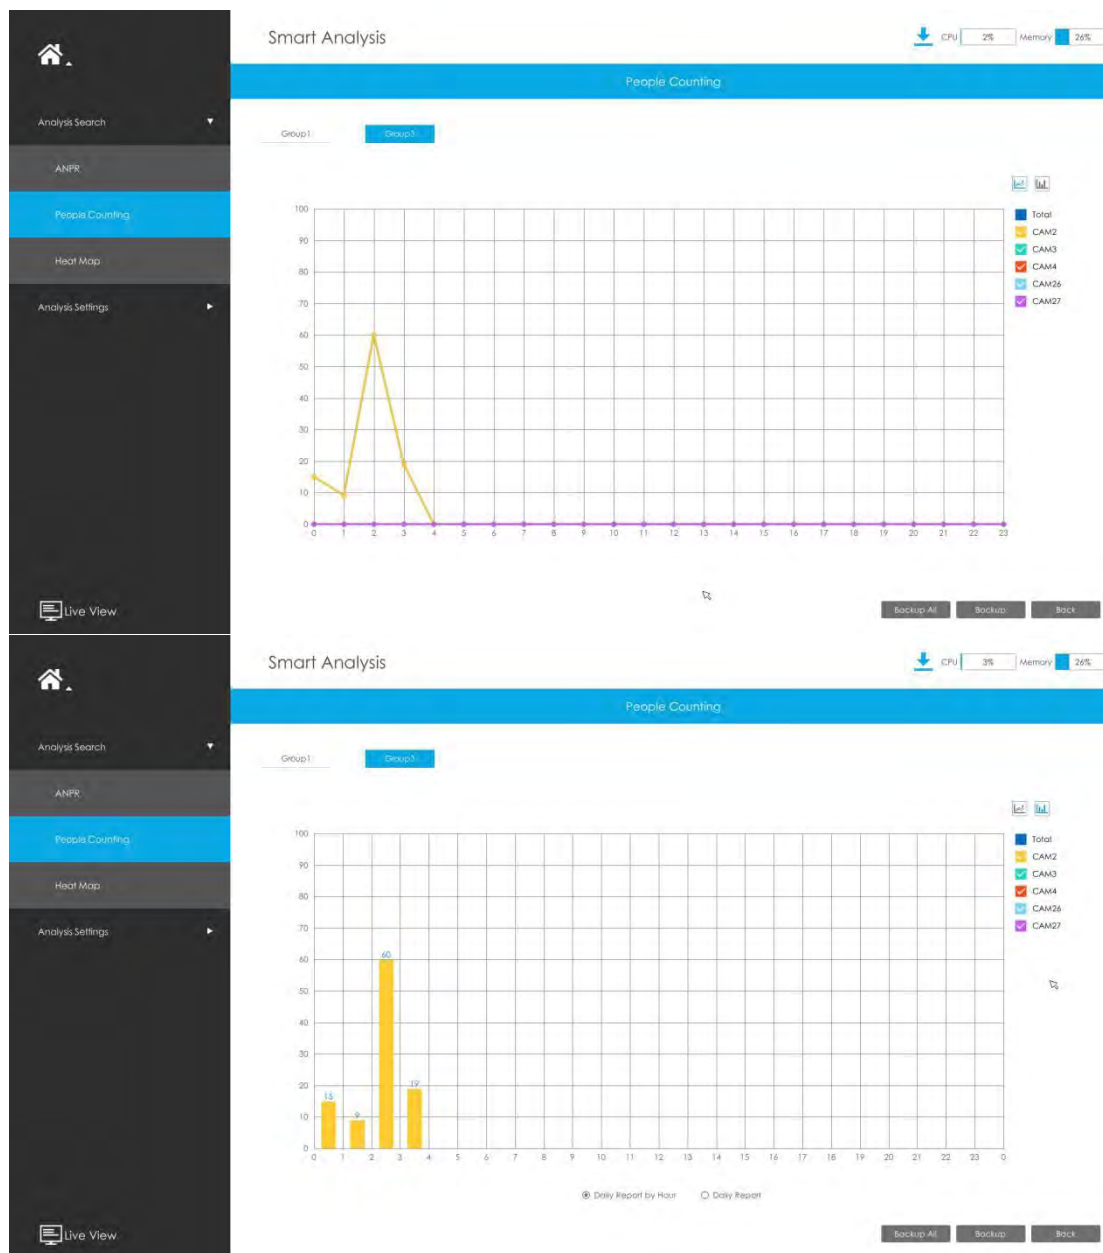 Smart Analysis
CPU 2% Memory 26%
People Counting
Analysis Search
ANPR
People Counting
Heat Map
Analysis Settings
Live View
Group1 Group3
100
90
80
70
60
50
40
30
20
10
0
0 1 2 3 4 5 6 7 8 9 10 11 12 13 14 15 16 17 18 19 20 21 22 23
Total
CAM2
CAM3
CAM4
CAM26
CAM27
Backup All Backup Back
Smart Analysis
CPU 3% Memory 26%
People Counting
Analysis Search
ANPR
People Counting
Heat Map
Analysis Settings
Live View
Group1 Group3
100
90
80
70
60
50
40
30
20
10
0
15 9 60 19
0 1 2 3 4 5 6 7 8 9 10 11 12 13 14 15 16 17 18 19 20 21 22 23 0
Total
CAM2
CAM3
CAM4
CAM26
CAM27
Daily Report by Hour Daily Report
Backup All Backup Back